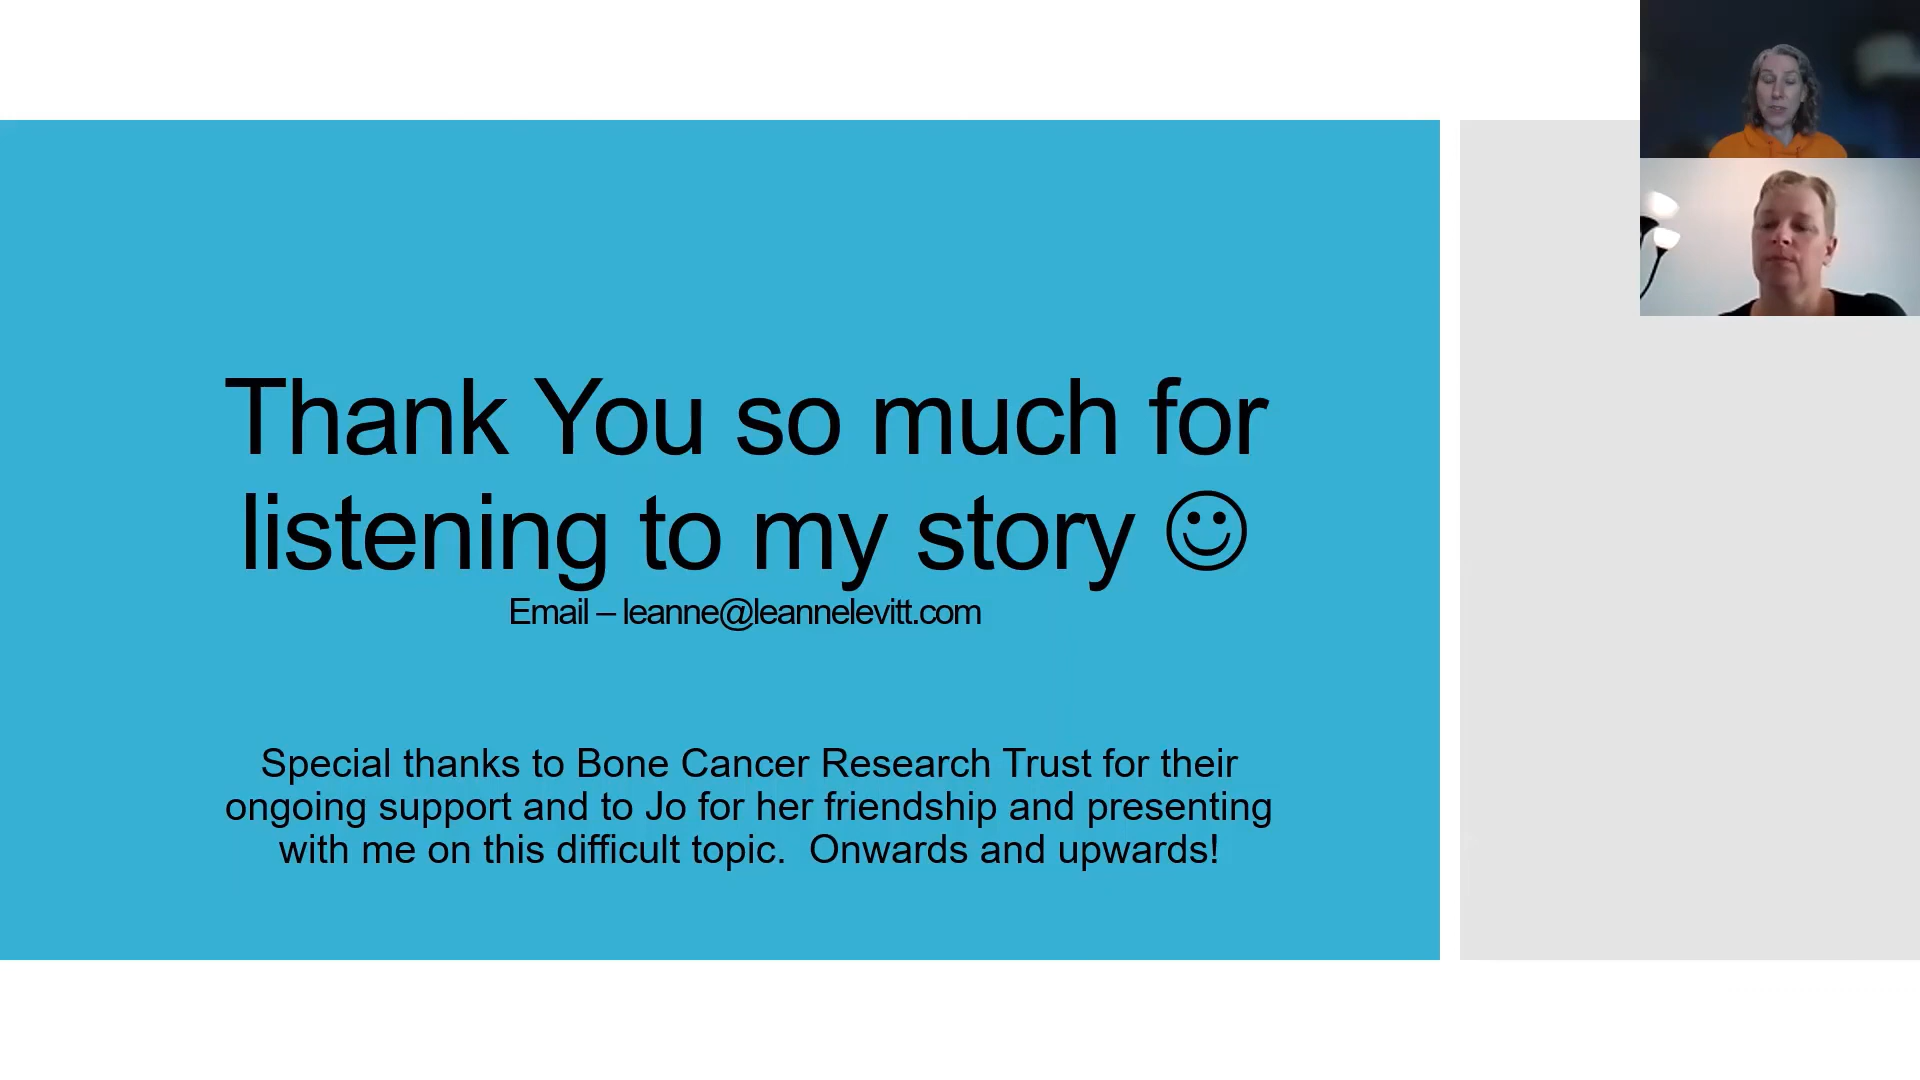 Thank You so much for
listening to my story ☺
Email – leanne@leannelevitt.com
Special thanks to Bone Cancer Research Trust for their
ongoing support and to Jo for her friendship and presenting
with me on this difficult topic.  Onwards and upwards!